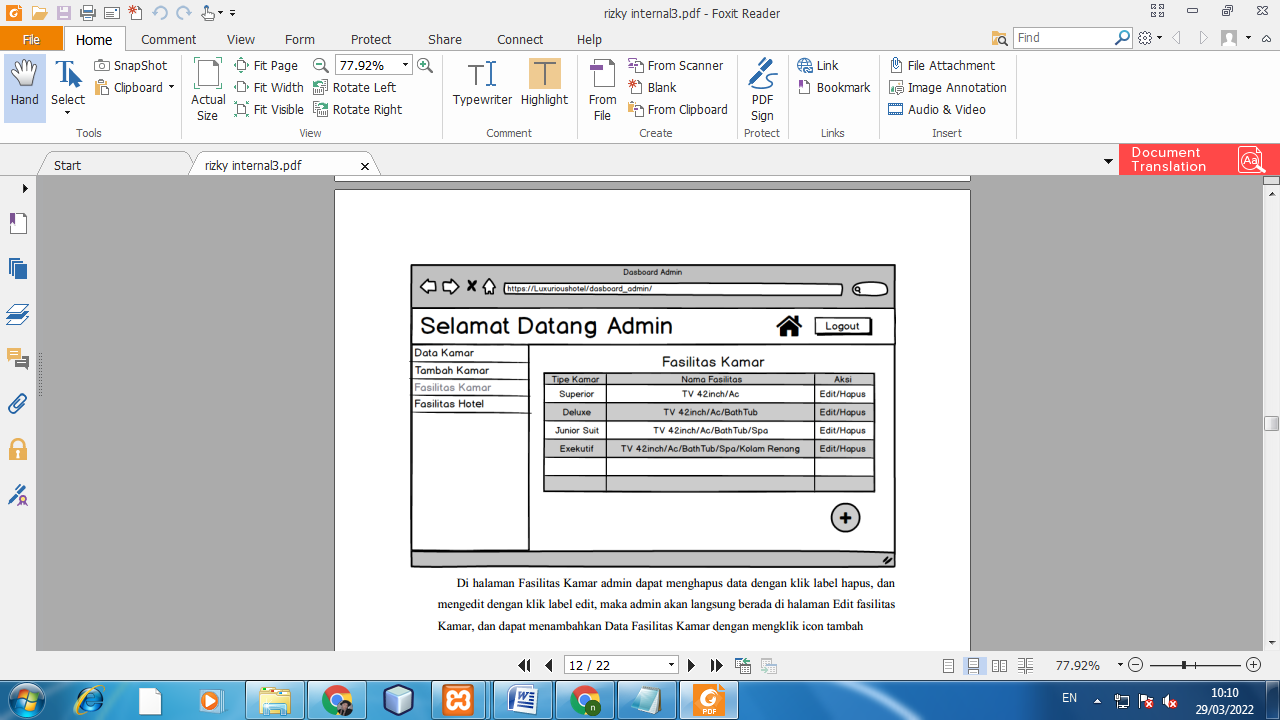 rizky internal3.pdf - Foxit Reader
File Home Comment View Form Protect Share Connect Help Find
Hand
Select
SnapShot
Clipboard
Tools
Actual Size
Fit Page
Fit Width
Fit Visible
77.92%
Rotate Left
Rotate Right
View
Typewriter
Highlight
Comment
From File
From Scanner
Blank
From Clipboard
Create
PDF Sign
Protect
Link
Bookmark
Links
File Attachment
Image Annotation
Audio & Video
Insert
Start
rizky internal3.pdf
Document Translation
Dasboard Admin
https://Luxurioushotel/dasboard_admin/
Selamat Datang Admin
Logout
Data Kamar
Tambah Kamar
Fasilitas Kamar
Fasilitas Hotel
Fasilitas Kamar
Tipe Kamar Nama Fasilitas Aksi
Superior TV 42inch/Ac Edit/Hapus
Deluxe TV 42inch/Ac/BathTub Edit/Hapus
Junior Suit TV 42inch/Ac/BathTub/Spa Edit/Hapus
Exekutif TV 42inch/Ac/BathTub/Spa/Kolam Renang Edit/Hapus
Di halaman Fasilitas Kamar admin dapat menghapus data dengan klik label hapus, dan
mengedit dengan klik label edit, maka admin akan langsung berada di halaman Edit fasilitas
Kamar, dan dapat menambahkan Data Fasilitas Kamar dengan mengklik icon tambah
12 / 22
77.92%
EN
10:10
29/03/2022